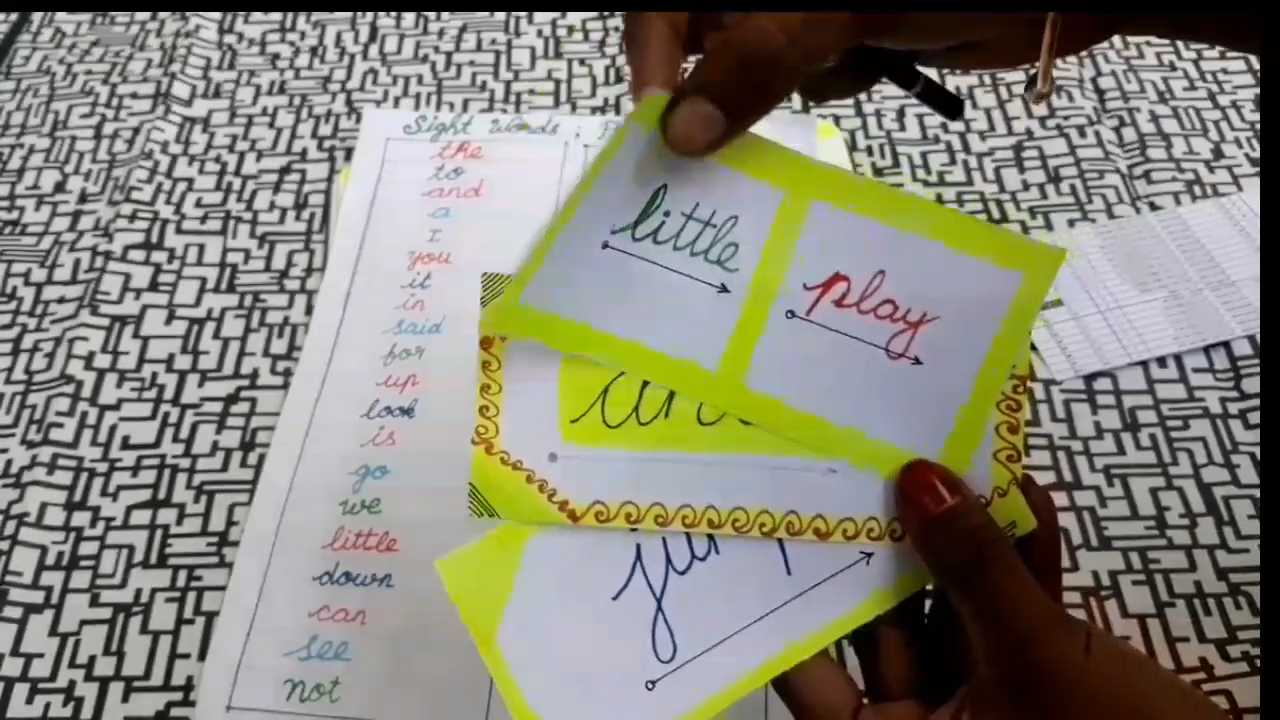 Sight Words
the
to
and
a
I
you
it
in
said
for
up
look
is
go
we
little
down
can
see
not
little
play